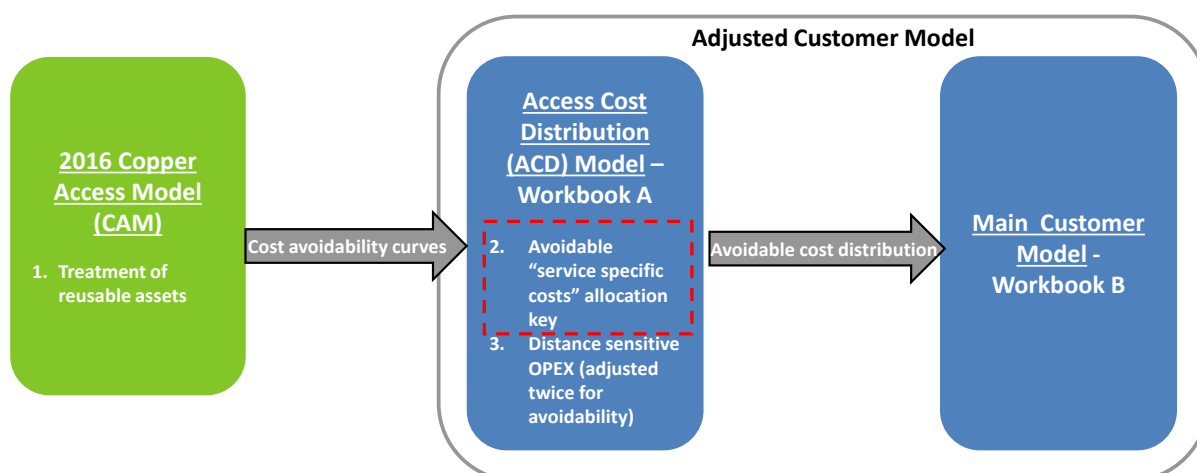 Adjusted Customer Model
2016 Copper
Access Model
(CAM)
1. Treatment of
reusable assets
Cost avoidability curves
Access Cost
Distribution
(ACD) Model –
Workbook A
2. Avoidable
“service specific
costs” allocation
key
3. Distance sensitive
OPEX (adjusted
twice for
avoidability)
Avoidable cost distribution
Main Customer
Model -
Workbook B